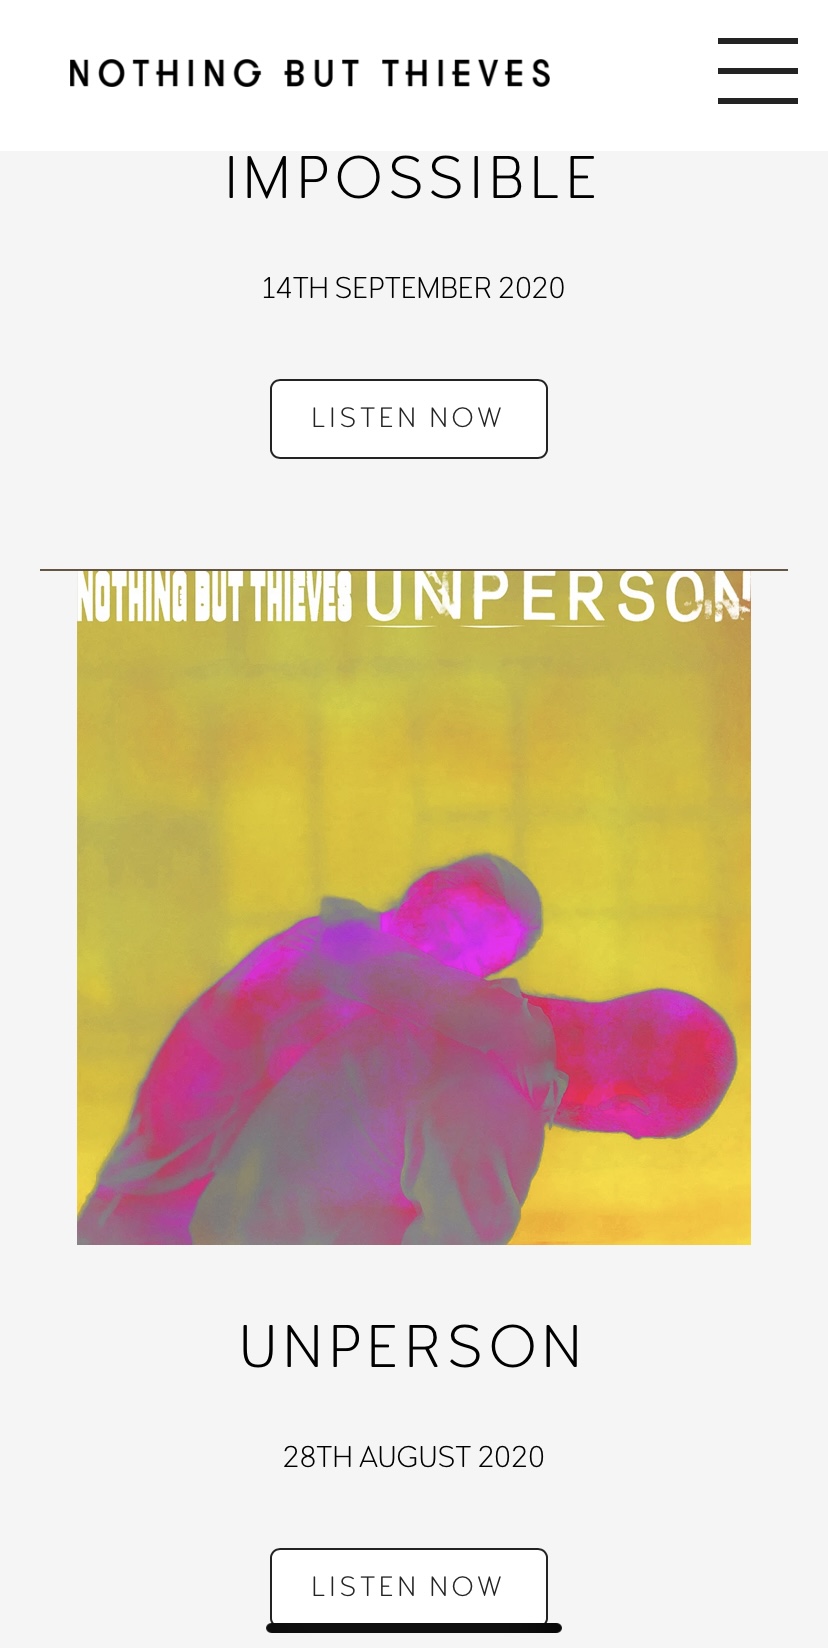 NOTHING BUT THIEVES
IMPOSSIBLE
14TH SEPTEMBER 2020
LISTEN NOW
NOTHING BUT THIEVES UNPERSON
UNPERSON
28TH AUGUST 2020
LISTEN NOW